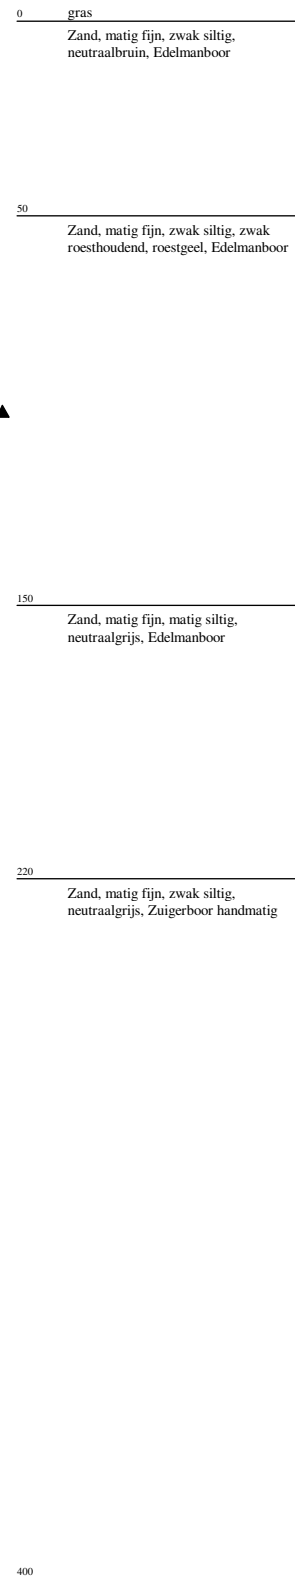 0 gras
Zand, matig fijn, zwak siltig,
neutraalbruin, Edelmanboor
50
Zand, matig fijn, zwak siltig, zwak
roesthoudend, roestgeel, Edelmanboor
150
Zand, matig fijn, matig siltig,
neutraalgrijs, Edelmanboor
220
Zand, matig fijn, zwak siltig,
neutraalgrijs, Zuigerboor handmatig
400